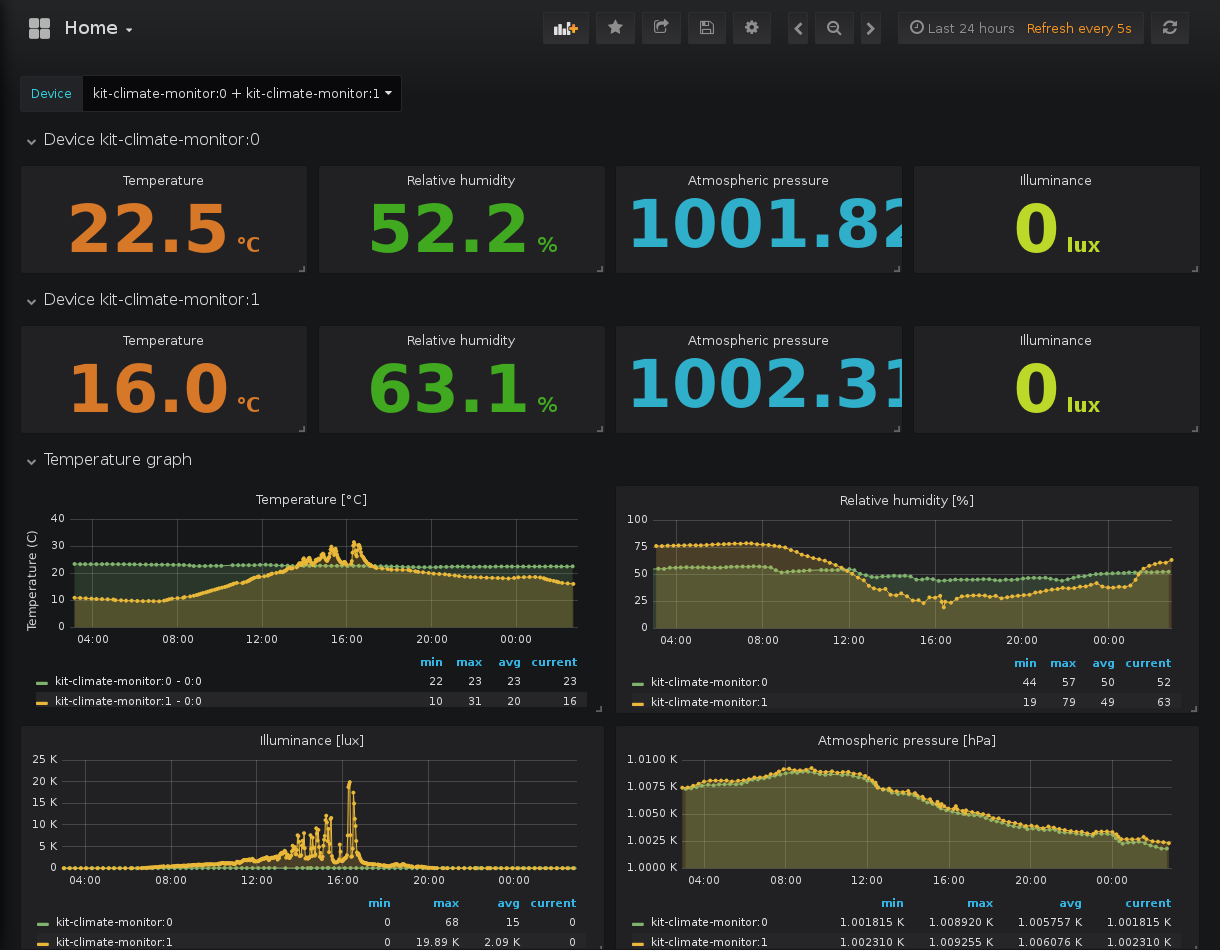 Home
Last 24 hours Refresh every 5s
Device kit-climate-monitor:0 + kit-climate-monitor:1
Device kit-climate-monitor:0
Temperature Relative humidity Atmospheric pressure Illuminance
22.5 °C 52.2 % 1001.82 0 lux
Device kit-climate-monitor:1
Temperature Relative humidity Atmospheric pressure Illuminance
16.0 °C 63.1 % 1002.31 0 lux
Temperature graph
Temperature [°C]
Temperature (C)
40
30
20
10
0
04:00 08:00 12:00 16:00 20:00 00:00
min max avg current
kit-climate-monitor:0 - 0:0 22 23 23 23
kit-climate-monitor:1 - 0:0 10 31 20 16
Relative humidity [%]
100
75
50
25
0
04:00 08:00 12:00 16:00 20:00 00:00
min max avg current
kit-climate-monitor:0 44 57 50 52
kit-climate-monitor:1 19 79 49 63
Illuminance [lux]
25 K
20 K
15 K
10 K
5 K
0
04:00 08:00 12:00 16:00 20:00 00:00
min max avg current
kit-climate-monitor:0 0 68 15 0
kit-climate-monitor:1 0 19.89 K 2.09 K 0
Atmospheric pressure [hPa]
1.0100 K
1.0075 K
1.0050 K
1.0025 K
1.0000 K
04:00 08:00 12:00 16:00 20:00 00:00
min max avg current
kit-climate-monitor:0 1.001815 K 1.008920 K 1.005757 K 1.001815 K
kit-climate-monitor:1 1.002310 K 1.009255 K 1.006076 K 1.002310 K